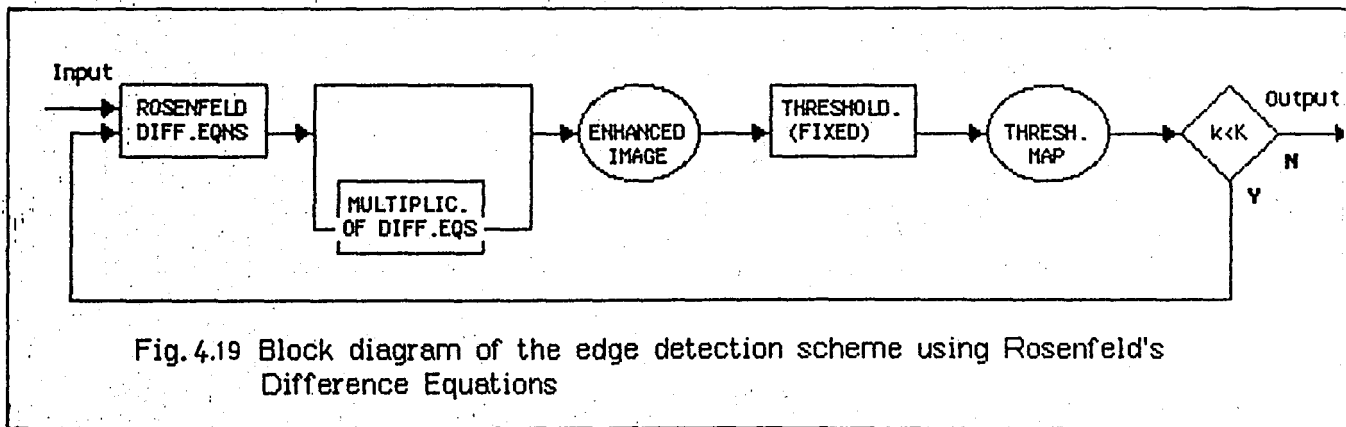 Input
ROSENFELD
DIFF.EQNS
MULTIPLIC.
OF DIFF.EQS
ENHANCED
IMAGE
THRESHOLD.
(FIXED)
THRESH.
MAP
k<K
Output
N
Y
Fig. 4.19 Block diagram of the edge detection scheme using Rosenfeld's
Difference Equations